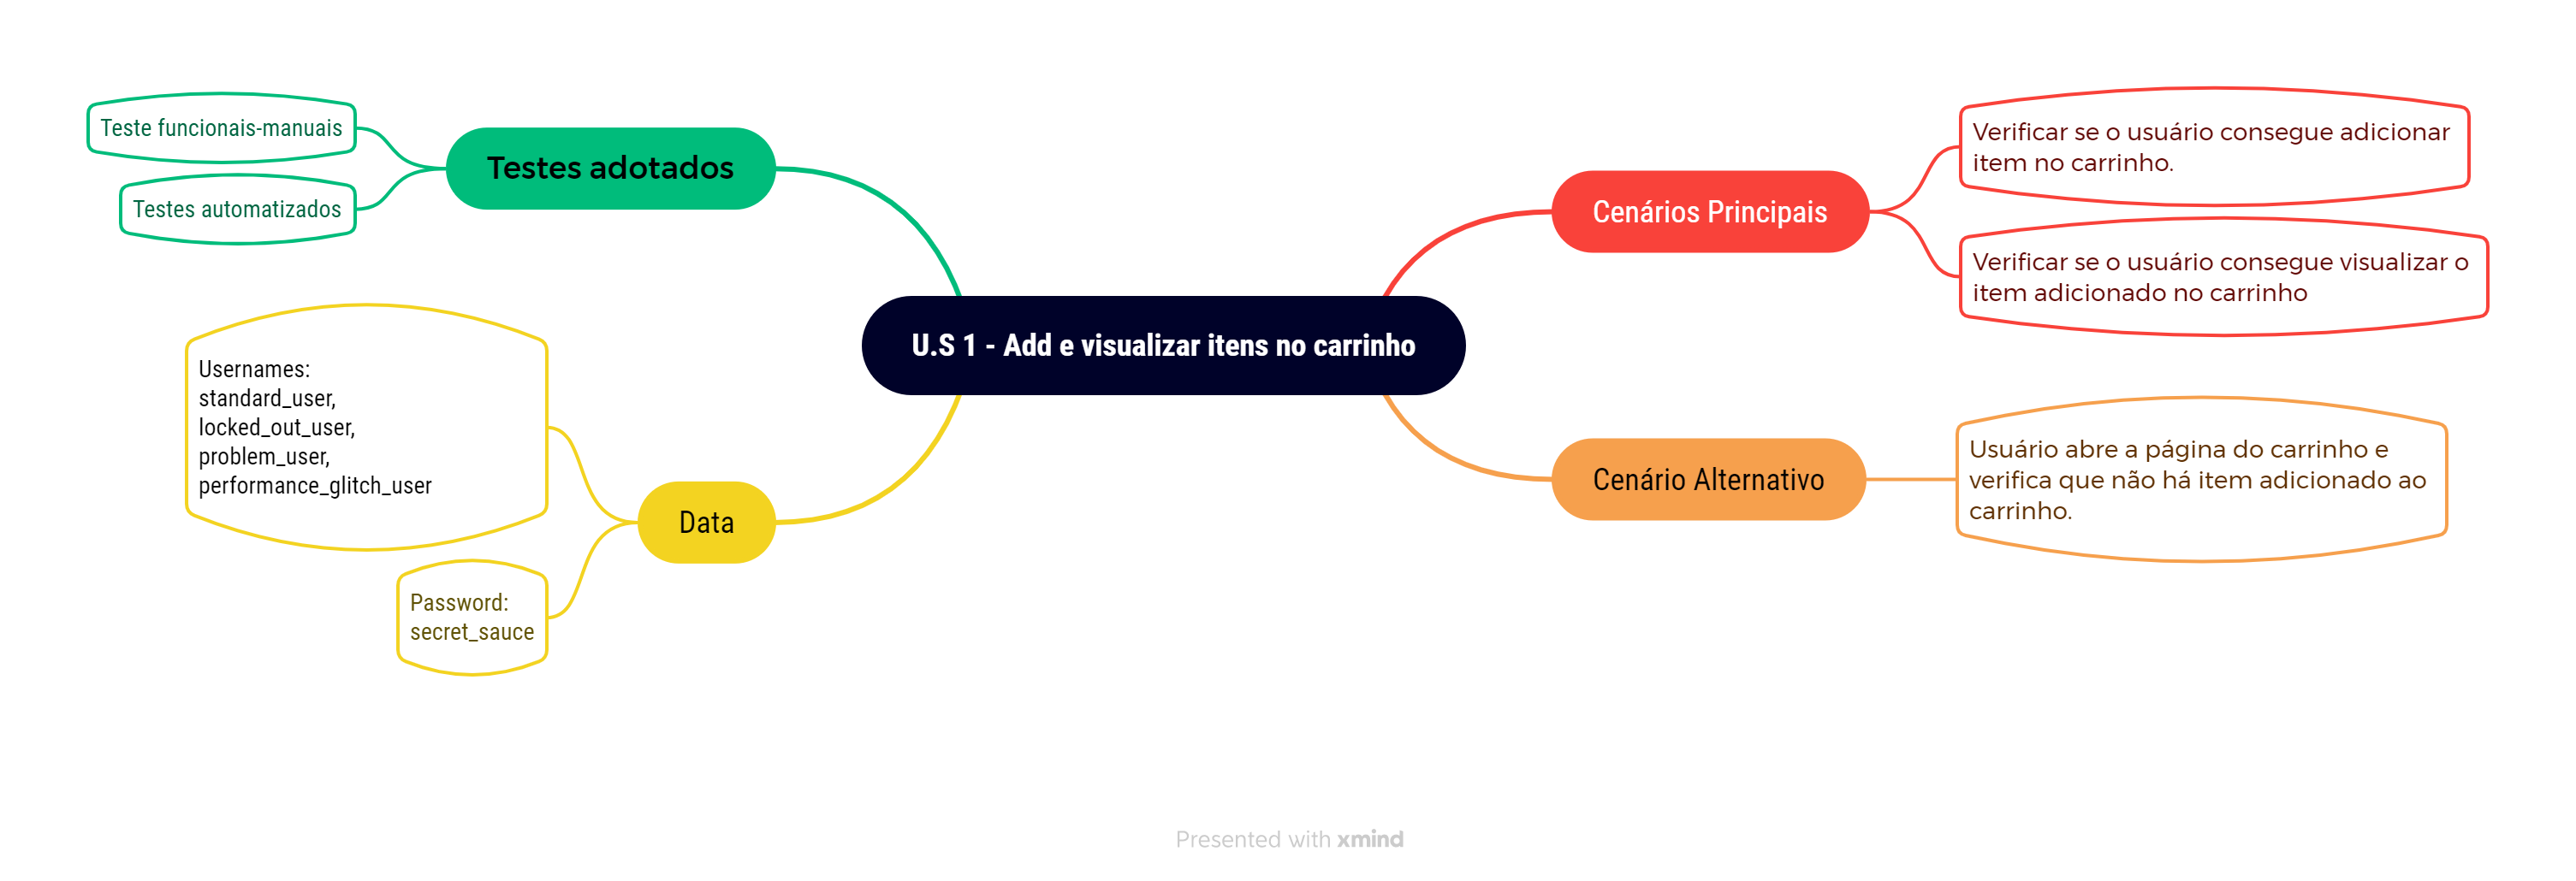 Teste funcionais-manuais
Testes automatizados
Testes adotados
Usernames:
standard_user,
locked_out_user,
problem_user,
performance_glitch_user
Password:
secret_sauce
Data
U.S 1 - Add e visualizar itens no carrinho
Cenários Principais
Verificar se o usuário consegue adicionar
item no carrinho.
Verificar se o usuário consegue visualizar o
item adicionado no carrinho
Cenário Alternativo
Usuário abre a página do carrinho e
verifica que não há item adicionado ao
carrinho.
Presented with xmind